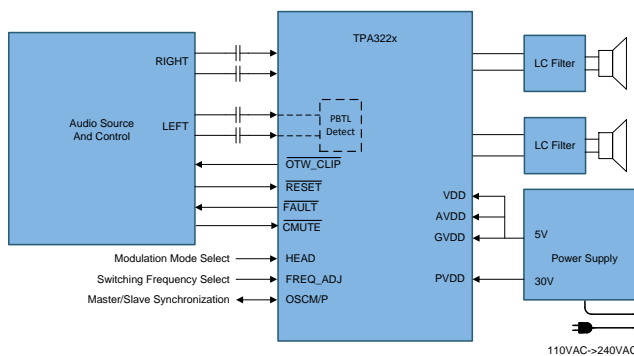 TPA322x
RIGHT
LC Filter
Audio Source
And Control
LEFT
PBTL
Detect
LC Filter
OTW_CLIP
RESET
FAULT
CMUTE
VDD
AVDD
GVDD
5V
Power Supply
PVDD
30V
Modulation Mode Select
HEAD
Switching Frequency Select
FREQ_ADJ
Master/Slave Synchronization
OSCM/P
110VAC->240VAC